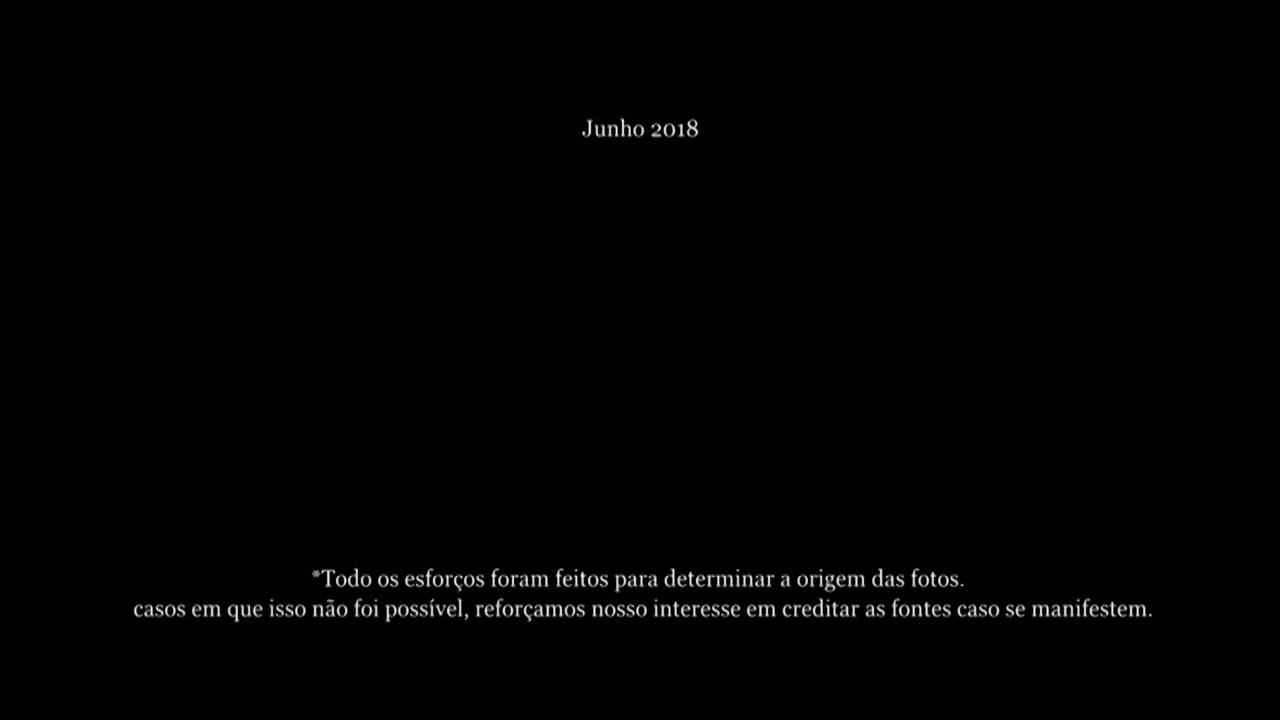 Junho 2018
*Todo os esforços foram feitos para determinar a origem das fotos.
casos em que isso não foi possível, reforçamos nosso interesse em creditar as fontes caso se manifestem.